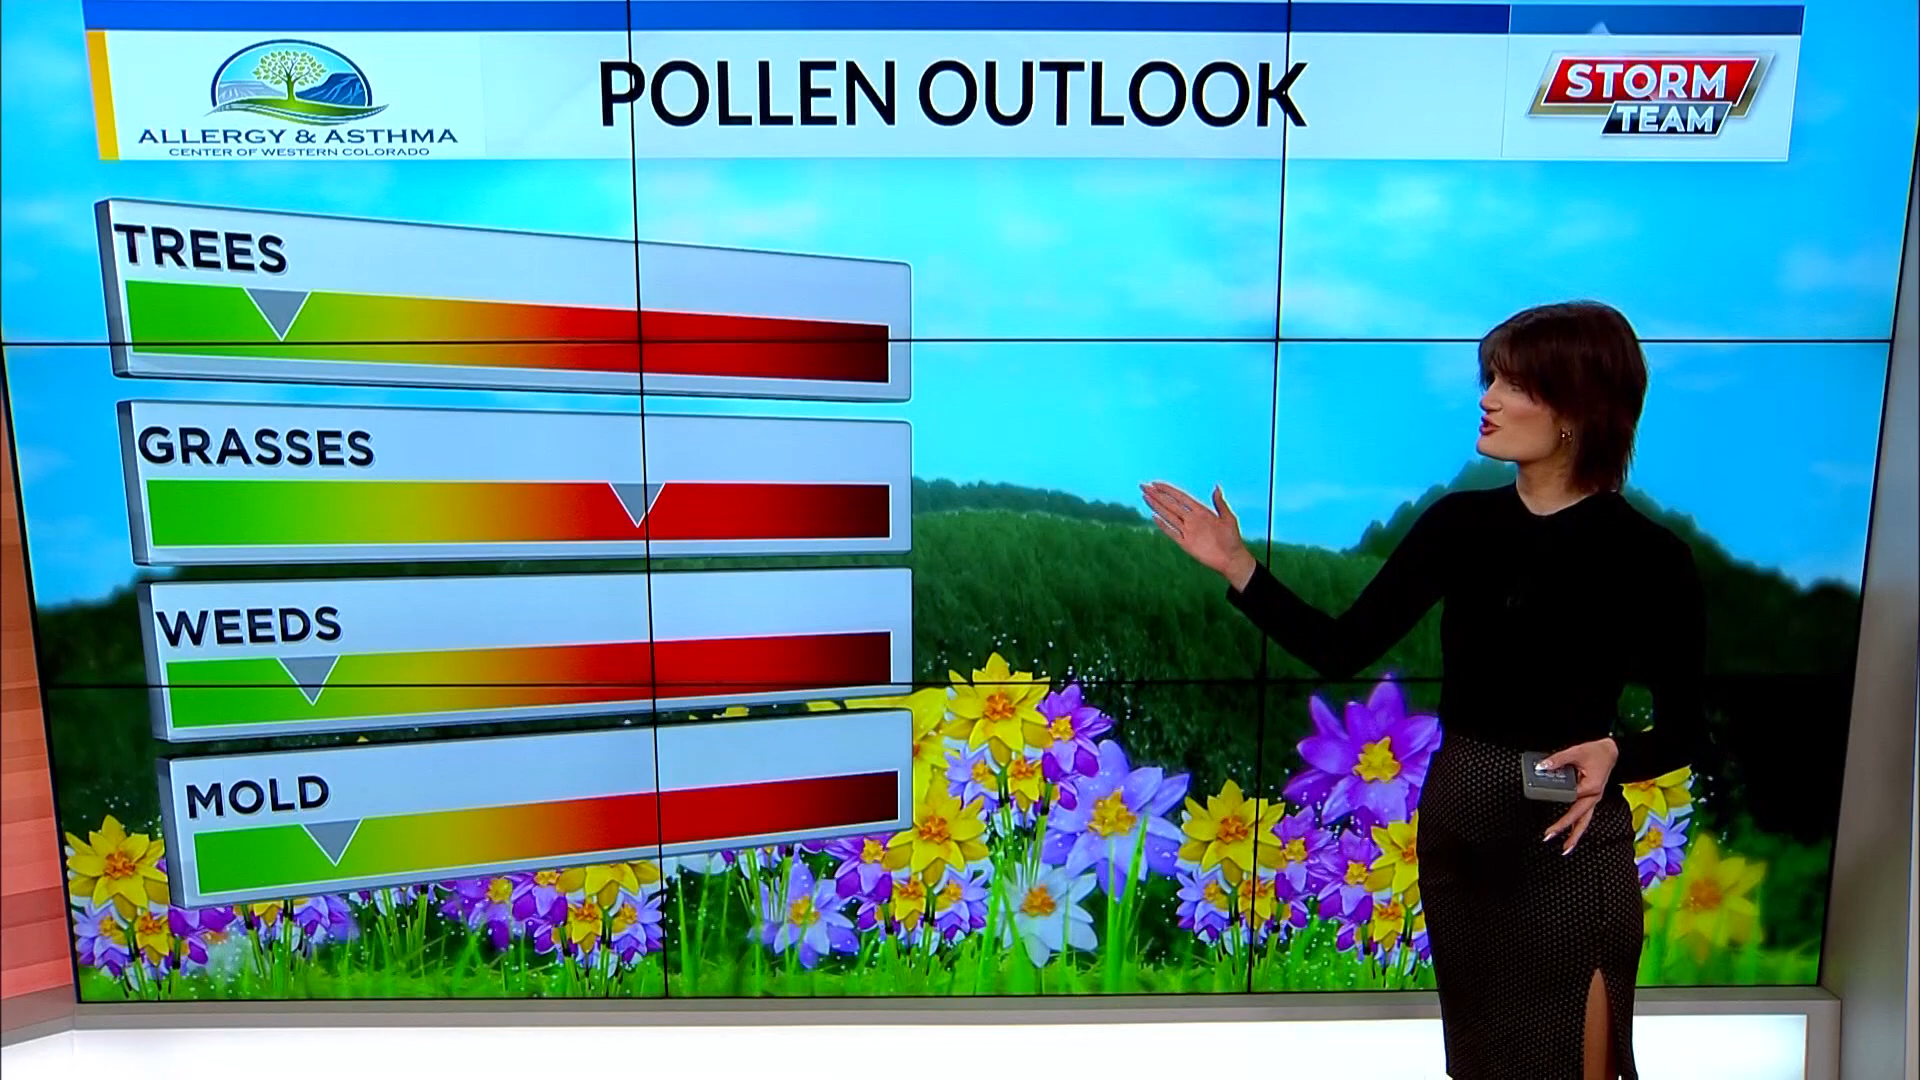 ALLERGY & ASTHMA
CENTER OF WESTERN COLORADO
POLLEN OUTLOOK
STORM
TEAM
TREES
GRASSES
WEEDS
MOLD